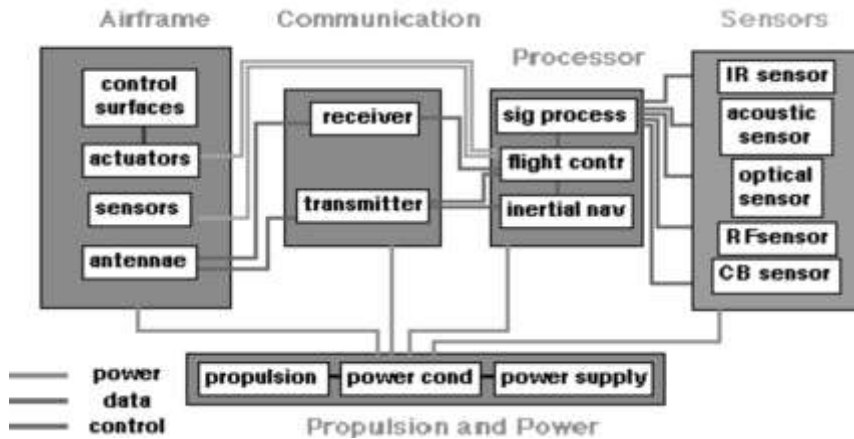 Airframe
Communication
Processor
Sensors
control
surfaces
actuators
sensors
antennae
receiver
transmitter
sig process
flight contr
inertial nav
IR sensor
acoustic
sensor
optical
sensor
RFsensor
CB sensor
propulsion
power cond
power supply
Propulsion and Power
power
data
control